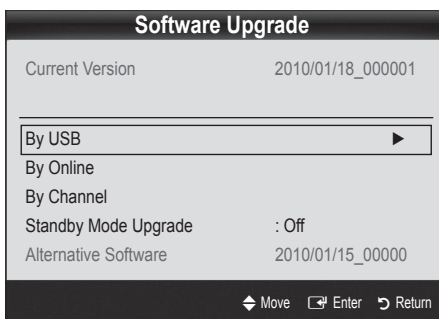 Software Upgrade
Current Version 2010/01/18_000001
By USB ►
By Online
By Channel
Standby Mode Upgrade : Off
Alternative Software 2010/01/15_00000
Move Enter Return